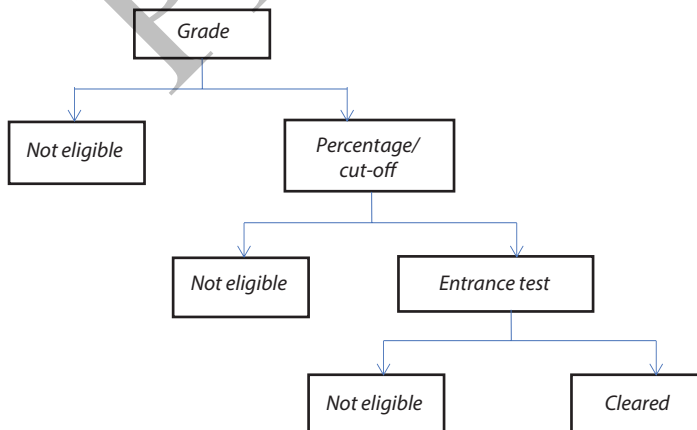 Grade
Not eligible
Percentage/
cut-off
Not eligible
Entrance test
Not eligible
Cleared